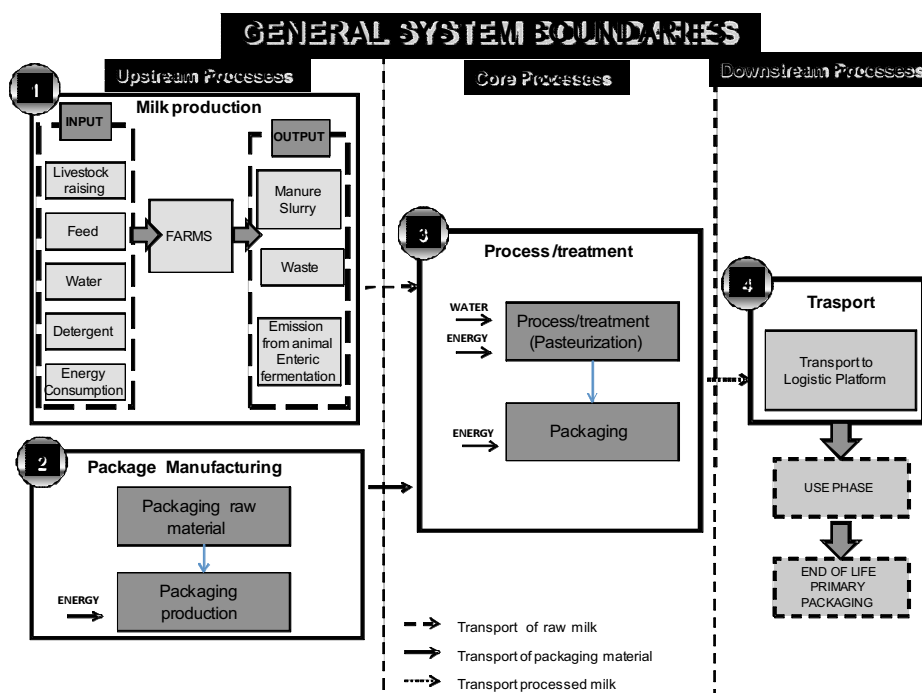 GENERAL SYSTEM BOUNDARIES
Upstream Processess
Core Processess
Downstream Processess
1
Milk production
INPUT
Livestock
raising
Feed
Water
Detergent
Energy
Consumption
FARMS
OUTPUT
Manure
Slurry
Waste
Emission
from animal
Enteric
fermentation
2
Package Manufacturing
Packaging raw
material
ENERGY
Packaging
production
3
Process/treatment
WATER
ENERGY
Process/treatment
(Pasteurization)
ENERGY
Packaging
4
Trasport
Transport to
Logistic Platform
USE PHASE
END OF LIFE
PRIMARY
PACKAGING
Transport of raw milk
Transport of packaging material
Transport processed milk